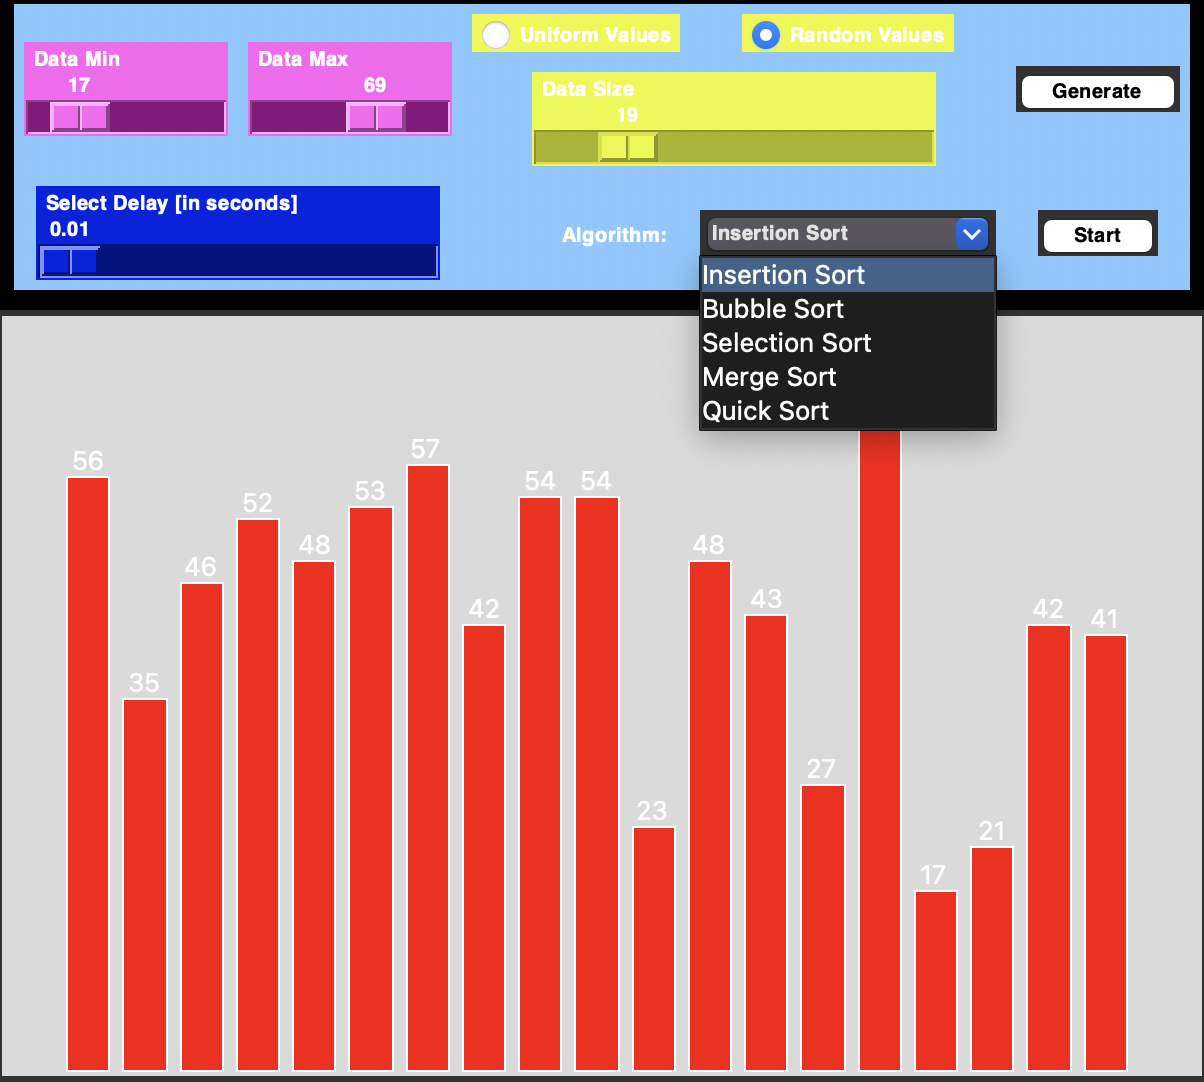 Uniform Values
Random Values
Data Min
17
Data Max
69
Data Size
19
Generate
Select Delay [in seconds]
0.01
Algorithm:
Insertion Sort
Start
Insertion Sort
Bubble Sort
Selection Sort
Merge Sort
Quick Sort
56
35
46
52
48
53
57
42
54
54
23
48
43
27
17
21
42
41